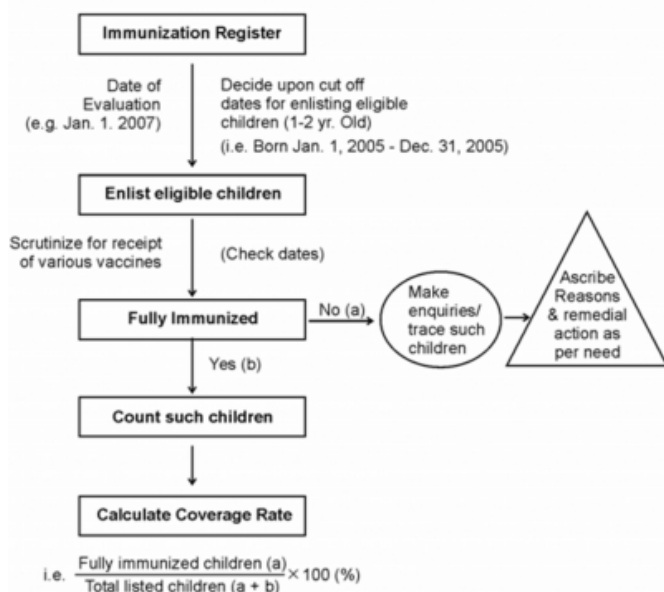 Immunization Register
Date of
Evaluation
(e.g. Jan. 1. 2007)
Decide upon cut off
dates for enlisting eligible
children (1-2 yr. Old)
(i.e. Born Jan. 1, 2005 - Dec. 31, 2005)
Enlist eligible children
Scrutinize for receipt
of various vaccines
(Check dates)
Fully Immunized
No (a)
Make
enquiries/
trace such
children
Ascribe
Reasons
& remedial
action as
per need
Yes (b)
Count such children
Calculate Coverage Rate
i.e. Fully immunized children (a)
Total listed children (a + b)
×100 (%)